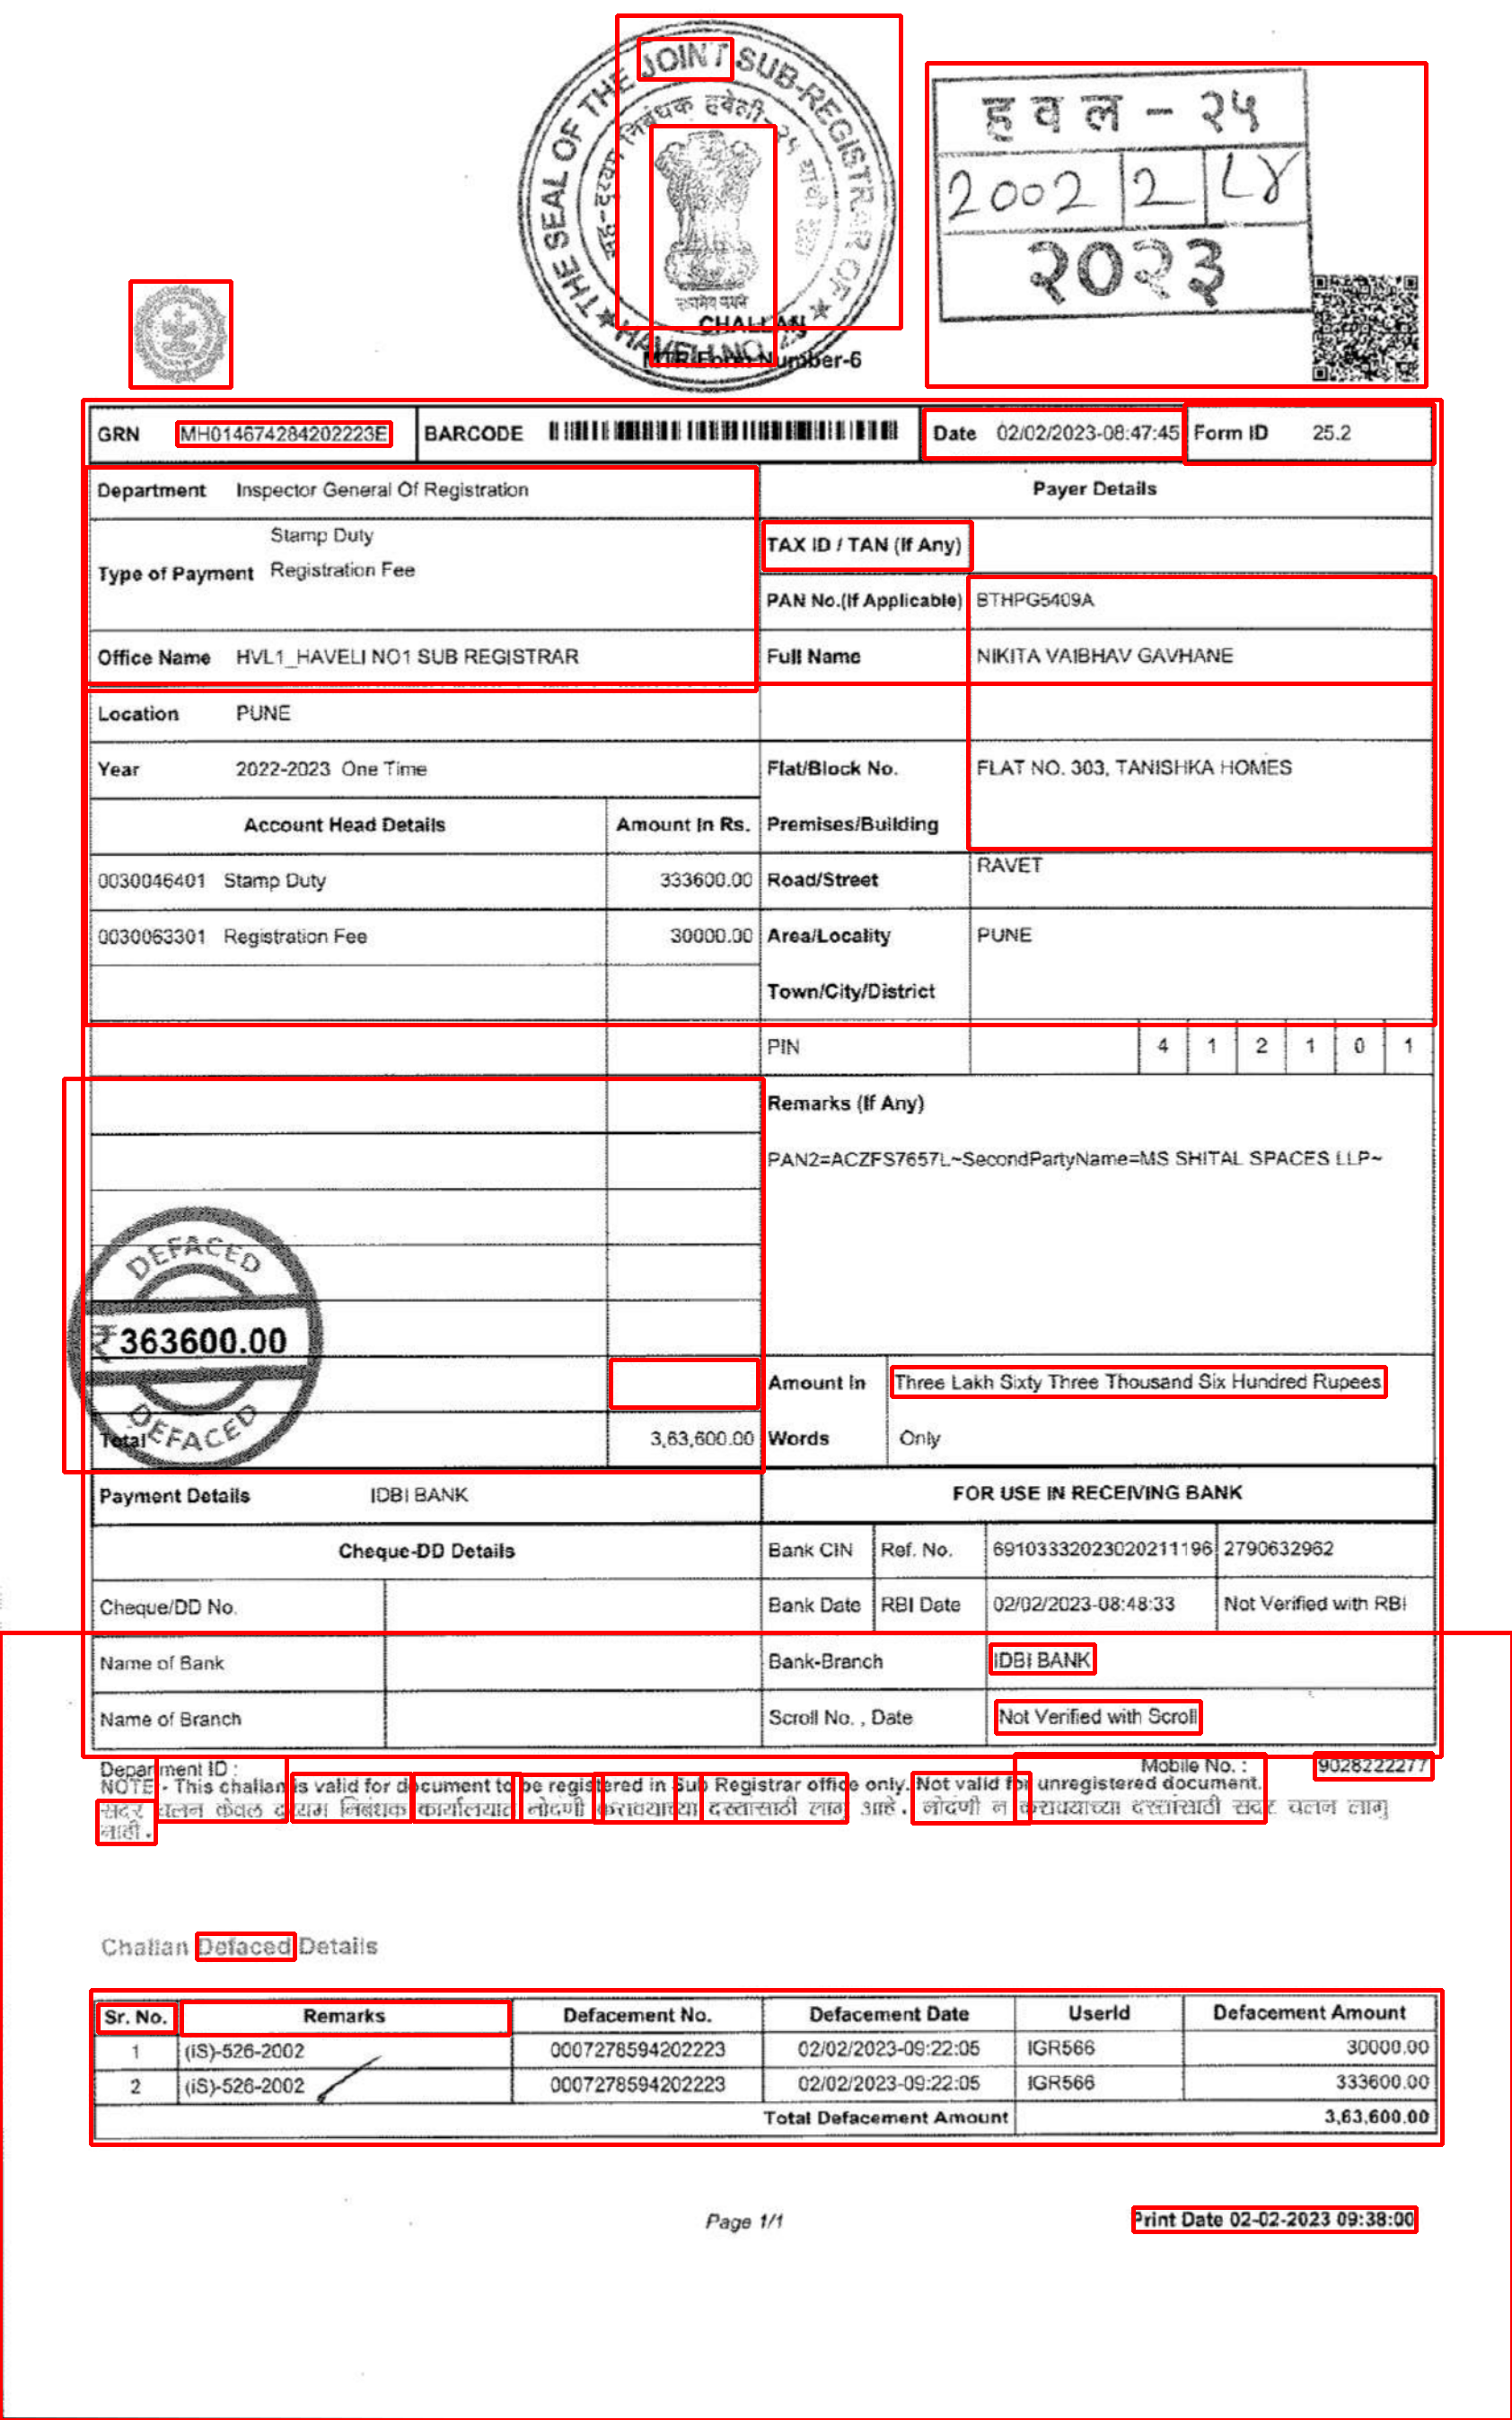 THE SEAL OF THE JOINT SUB-REGISTRAR OF
HAVELI NO. 25
हवल - २५
2002 2 L४
२०२३
CHALLAN
MTR Form Number-6
GRN MH014674284202223E BARCODE Date 02/02/2023-08:47:45 Form ID 25.2
Department Inspector General Of Registration Payer Details
Stamp Duty
Type of Payment Registration Fee
TAX ID / TAN (If Any)
PAN No.(If Applicable) BTHPG5409A
Office Name HVL1_HAVELI NO1 SUB REGISTRAR Full Name NIKITA VAIBHAV GAVHANE
Location PUNE
Year 2022-2023 One Time Flat/Block No. FLAT NO. 303, TANISHKA HOMES
Account Head Details Amount In Rs. Premises/Building
0030046401 Stamp Duty 333600.00 Road/Street RAVET
0030063301 Registration Fee 30000.00 Area/Locality PUNE
Town/City/District
PIN 4 1 2 1 0 1
Remarks (If Any)
PAN2=ACZFS7657L~SecondPartyName=MS SHITAL SPACES LLP~
DEFACED
₹363600.00
DEFACED
Amount In Three Lakh Sixty Three Thousand Six Hundred Rupees
Total 3,63,600.00 Words Only
Payment Details IDBI BANK FOR USE IN RECEIVING BANK
Cheque-DD Details Bank CIN Ref. No. 69103332023020211196 2790632962
Cheque/DD No. Bank Date RBI Date 02/02/2023-08:48:33 Not Verified with RBI
Name of Bank Bank-Branch IDBI BANK
Name of Branch Scroll No. , Date Not Verified with Scroll
Department ID : Mobile No. : 9028222277
NOTE:- This challan is valid for document to be registered in Sub Registrar office only. Not valid for unregistered document.
सदर चलन केवळ दुय्यम निबंधक कार्यालयात नोंदणी करावयाच्या दस्तासाठी लागु आहे. नोंदणी न करावयाच्या दस्तांसाठी सदर चलन लागु
नाही.
Challan Defaced Details
Sr. No. Remarks Defacement No. Defacement Date UserId Defacement Amount
1 (iS)-526-2002 0007278594202223 02/02/2023-09:22:05 IGR566 30000.00
2 (iS)-526-2002 0007278594202223 02/02/2023-09:22:05 IGR566 333600.00
Total Defacement Amount 3,63,600.00
Page 1/1 Print Date 02-02-2023 09:38:00